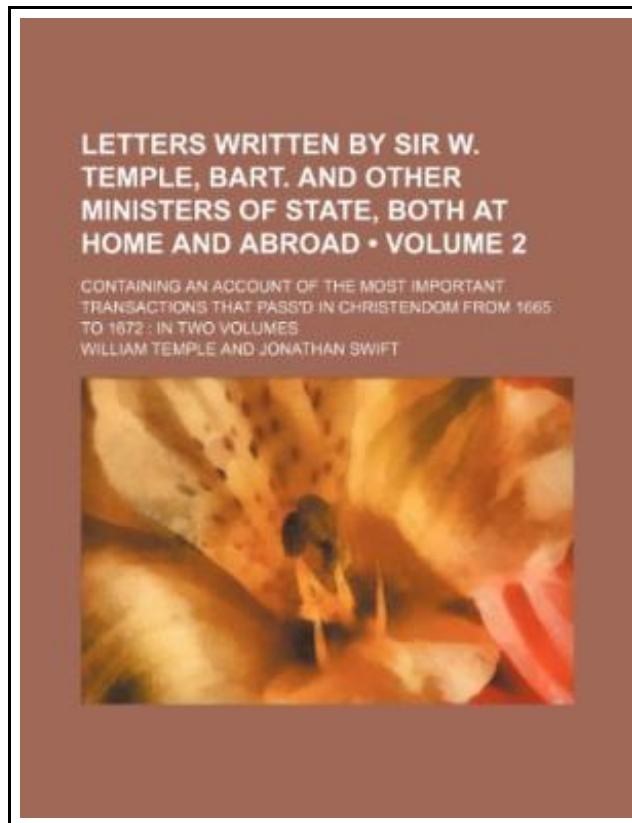 LETTERS WRITTEN BY SIR W.
TEMPLE, BART. AND OTHER
MINISTERS OF STATE, BOTH AT
HOME AND ABROAD • VOLUME 2
CONTAINING AN ACCOUNT OF THE MOST IMPORTANT
TRANSACTIONS THAT PASS'D IN CHRISTENDOM FROM 1665
TO 1672 : IN TWO VOLUMES
WILLIAM TEMPLE AND JONATHAN SWIFT